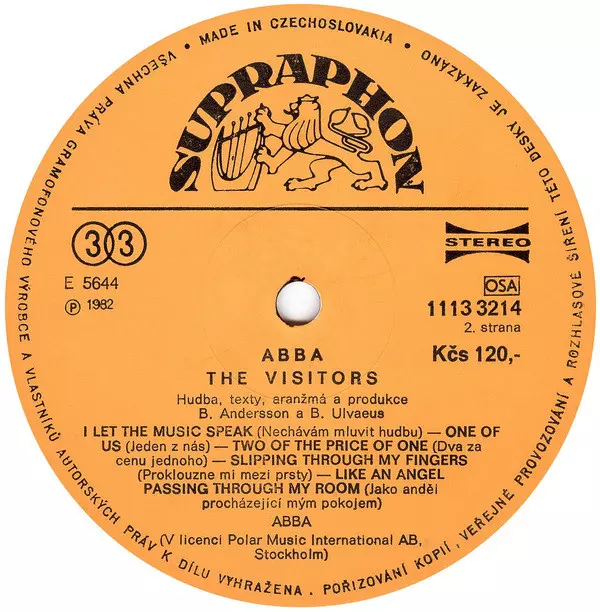 VŠECHNA PRÁVA GRAMOFONOVÉHO VÝROBCE A VLASTNÍKŮ AUTORSKÝCH PRÁV K DÍLU VYHRAŽENA. POŘIZOVÁNÍ KOPIÍ, VEŘEJNÉ PROVOZOVÁNÍ A ROZHLASOVÉ ŠÍŘENÍ TÉTO DESKY JE ZAKÁZÁNO
• MADE IN CZECHOSLOVAKIA •
SUPRAPHON
33
STEREO
E 5644
OSA
℗ 1982
1113 3214
2. strana
ABBA
Kčs 120,-
THE VISITORS
Hudba, texty, aranžmá a produkce
B. Andersson a B. Ulvaeus
I LET THE MUSIC SPEAK (Nechávám mluvit hudbu) — ONE OF
US (Jeden z nás) — TWO OF THE PRICE OF ONE (Dva za
cenu jednoho) — SLIPPING THROUGH MY FINGERS
(Proklouzne mi mezi prsty) — LIKE AN ANGEL
PASSING THROUGH MY ROOM (Jako anděl
procházející mým pokojem)
ABBA
(V licenci Polar Music International AB,
Stockholm)